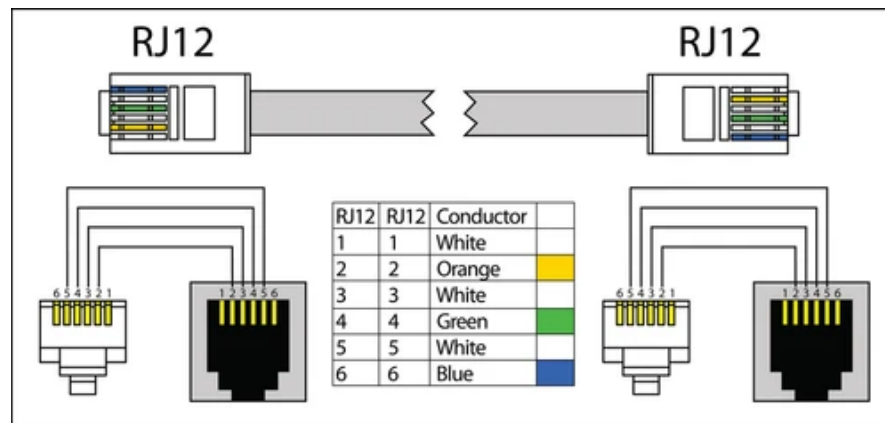 RJ12 RJ12
RJ12 RJ12 Conductor
1 1 White
2 2 Orange
3 3 White
4 4 Green
5 5 White
6 6 Blue
6 5 4 3 2 1
1 2 3 4 5 6
6 5 4 3 2 1
1 2 3 4 5 6